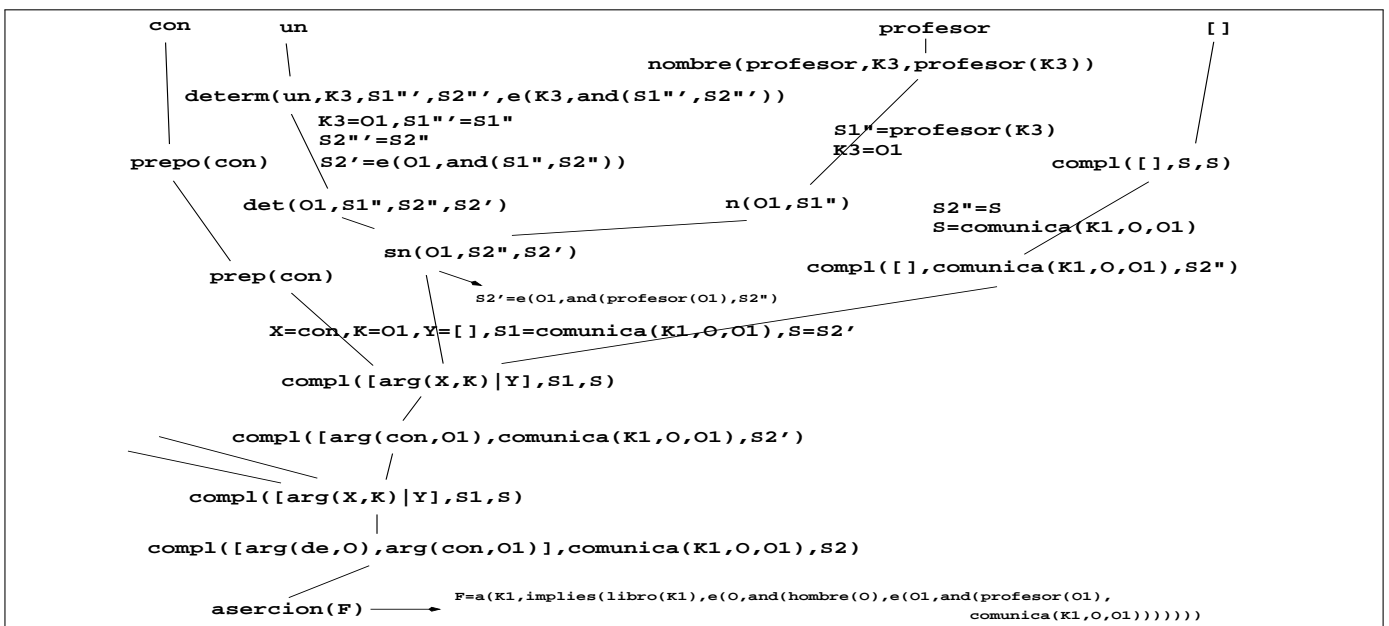 con un profesor []
nombre(profesor,K3,profesor(K3))
determ(un,K3,S1"',S2"',e(K3,and(S1"',S2"'))
K3=O1,S1"'=S1"
S2"'=S2"
S2'=e(O1,and(S1",S2"))
S1"=profesor(K3)
K3=O1
prepo(con)
compl([],S,S)
det(O1,S1",S2",S2')
n(O1,S1")
S2"=S
S=comunica(K1,O,O1)
sn(O1,S2",S2')
prep(con)
compl([],comunica(K1,O,O1),S2")
S2'=e(O1,and(profesor(O1),S2")
X=con,K=O1,Y=[],S1=comunica(K1,O,O1),S=S2'
compl([arg(X,K)|Y],S1,S)
compl([arg(con,O1),comunica(K1,O,O1),S2')
compl([arg(X,K)|Y],S1,S)
compl([arg(de,O),arg(con,O1)],comunica(K1,O,O1),S2)
asercion(F)
F=a(K1,implies(libro(K1),e(O,and(hombre(O),e(O1,and(profesor(O1),
comunica(K1,O,O1)))))))